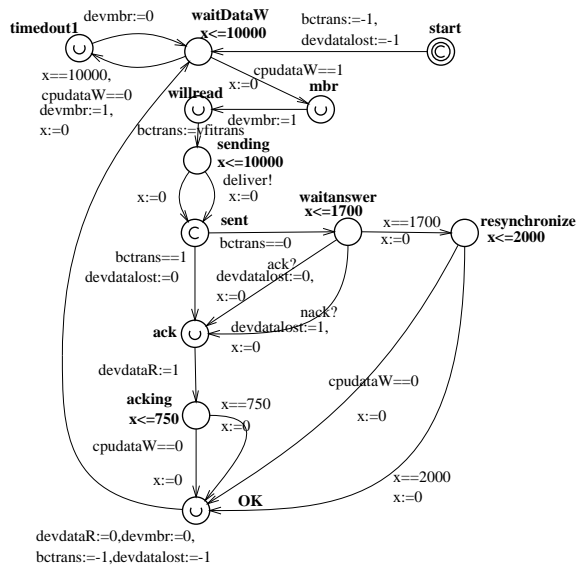 timedout1
devmbr:=0
waitDataW
x<=10000
bctrans:=-1,
devdatalost:=-1
start
x==10000,
cpudataW==0
devmbr:=1,
x:=0
cpudataW==1
x:=0
mbr
willread
devmbr:=1
bctrans:=yfitrans
sending
x<=10000
deliver!
x:=0
x:=0
sent
bctrans==0
waitanswer
x<=1700
x==1700
x:=0
resynchronize
x<=2000
bctrans==1
devdatalost:=0
ack?
devdatalost:=0,
x:=0
nack?
devdatalost:=1,
x:=0
ack
devdataR:=1
acking
x<=750
x==750
x:=0
cpudataW==0
x:=0
cpudataW==0
x:=0
x==2000
x:=0
OK
devdataR:=0,devmbr:=0,
bctrans:=-1,devdatalost:=-1